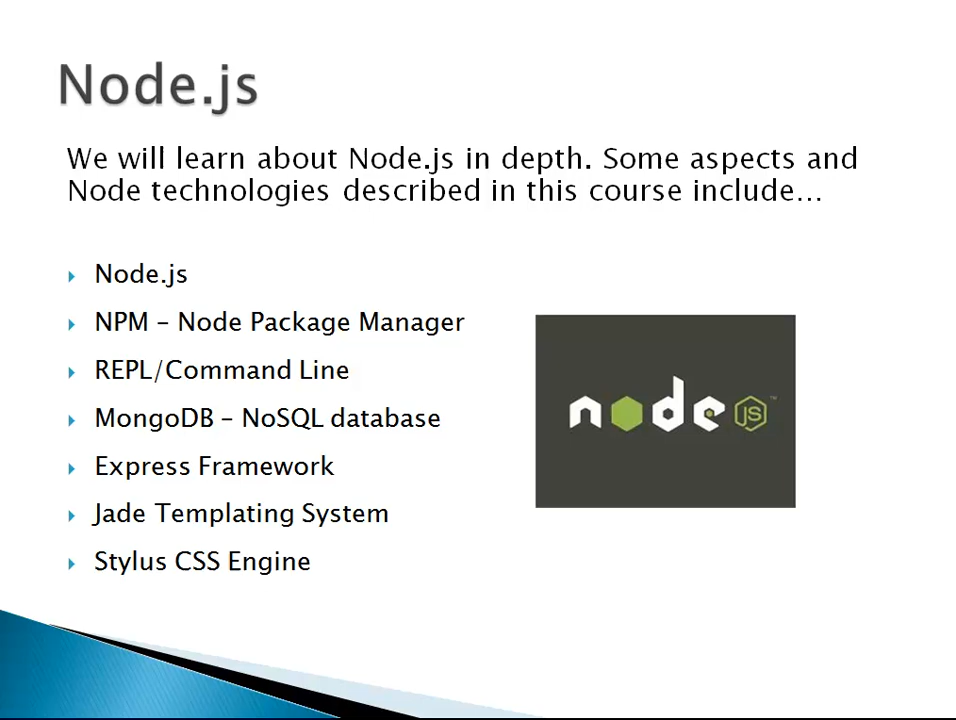 Node.js
We will learn about Node.js in depth. Some aspects and
Node technologies described in this course include...
Node.js
NPM – Node Package Manager
REPL/Command Line
MongoDB – NoSQL database
Express Framework
Jade Templating System
Stylus CSS Engine
node JS ™